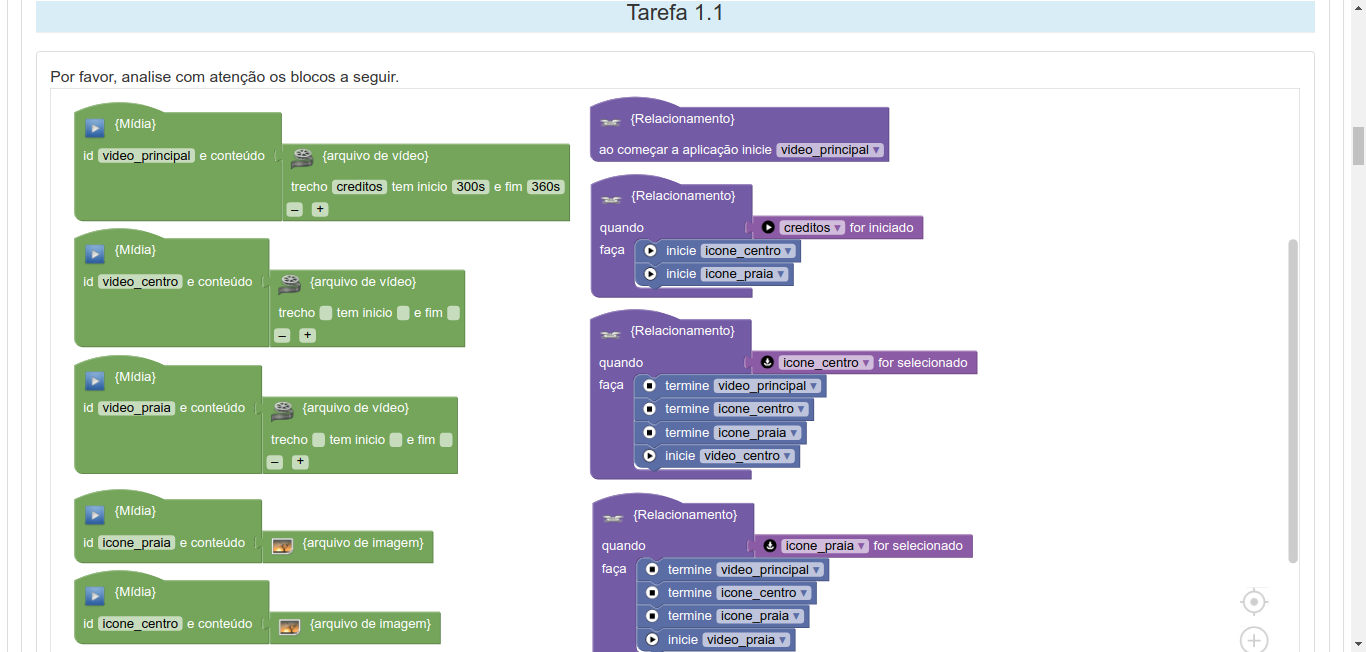 Tarefa 1.1
Por favor, analise com atenção os blocos a seguir.
{Mídia}
id video_principal e conteúdo
{arquivo de vídeo}
trecho creditos tem inicio 300s e fim 360s
– +
{Mídia}
id video_centro e conteúdo
{arquivo de vídeo}
trecho tem inicio e fim
– +
{Mídia}
id video_praia e conteúdo
{arquivo de vídeo}
trecho tem inicio e fim
– +
{Mídia}
id icone_praia e conteúdo
{arquivo de imagem}
{Mídia}
id icone_centro e conteúdo
{arquivo de imagem}
{Relacionamento}
ao começar a aplicação inicie video_principal ▾
{Relacionamento}
quando creditos ▾ for iniciado
faça inicie icone_centro ▾
inicie icone_praia ▾
{Relacionamento}
quando icone_centro ▾ for selecionado
faça termine video_principal ▾
termine icone_centro ▾
termine icone_praia ▾
inicie video_centro ▾
{Relacionamento}
quando icone_praia ▾ for selecionado
faça termine video_principal ▾
termine icone_centro ▾
termine icone_praia ▾
inicie video_praia ▾